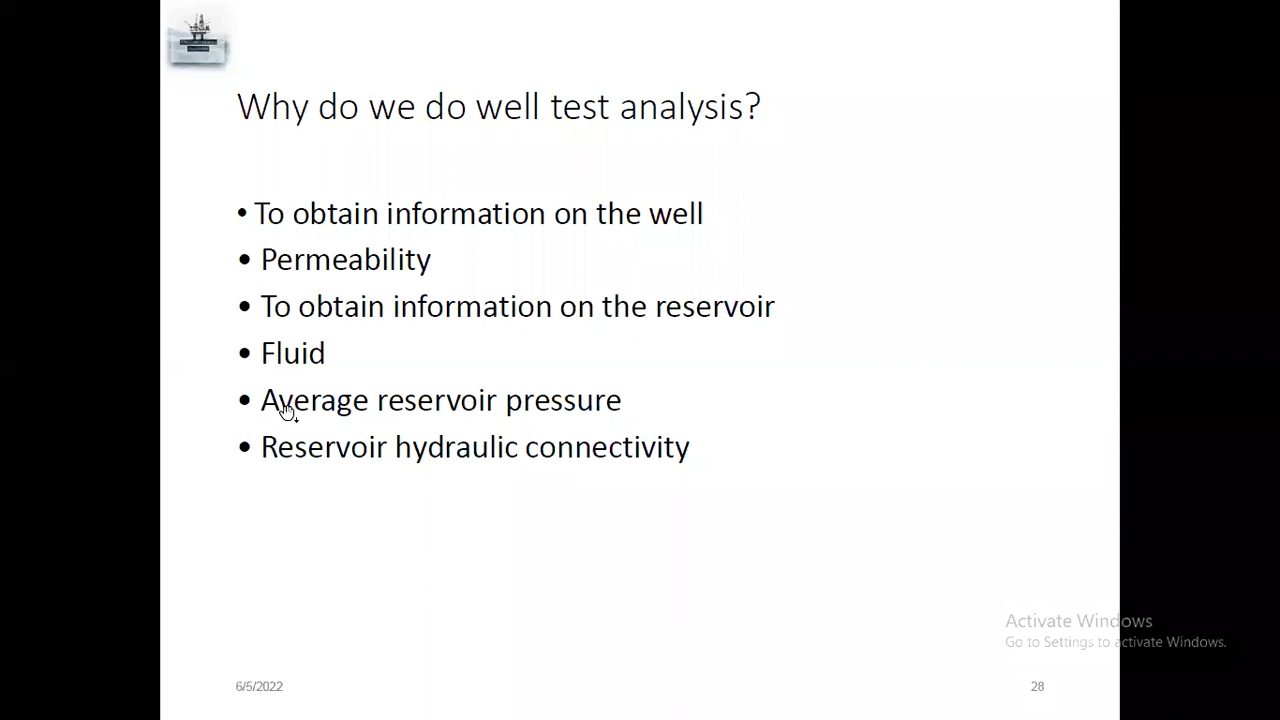 Why do we do well test analysis?
• To obtain information on the well
• Permeability
• To obtain information on the reservoir
• Fluid
• Average reservoir pressure
• Reservoir hydraulic connectivity
Activate Windows
Go to Settings to activate Windows.
6/5/2022
28